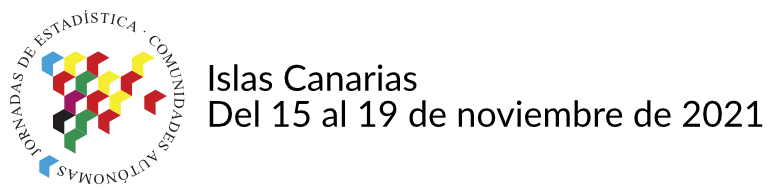 JORNADAS DE ESTADÍSTICA · COMUNIDADES AUTÓNOMAS
Islas Canarias
Del 15 al 19 de noviembre de 2021